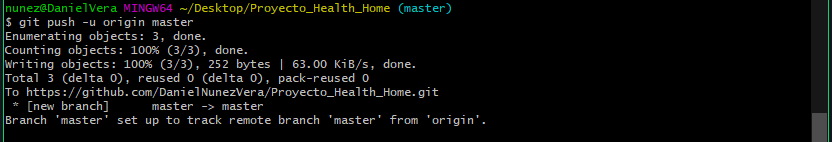 nunez@DanielVera MINGW64 ~/Desktop/Proyecto_Health_Home (master)
$ git push -u origin master
Enumerating objects: 3, done.
Counting objects: 100% (3/3), done.
Writing objects: 100% (3/3), 252 bytes | 63.00 KiB/s, done.
Total 3 (delta 0), reused 0 (delta 0), pack-reused 0
To https://github.com/DanielNunezVera/Proyecto_Health_Home.git
 * [new branch]      master -> master
Branch 'master' set up to track remote branch 'master' from 'origin'.